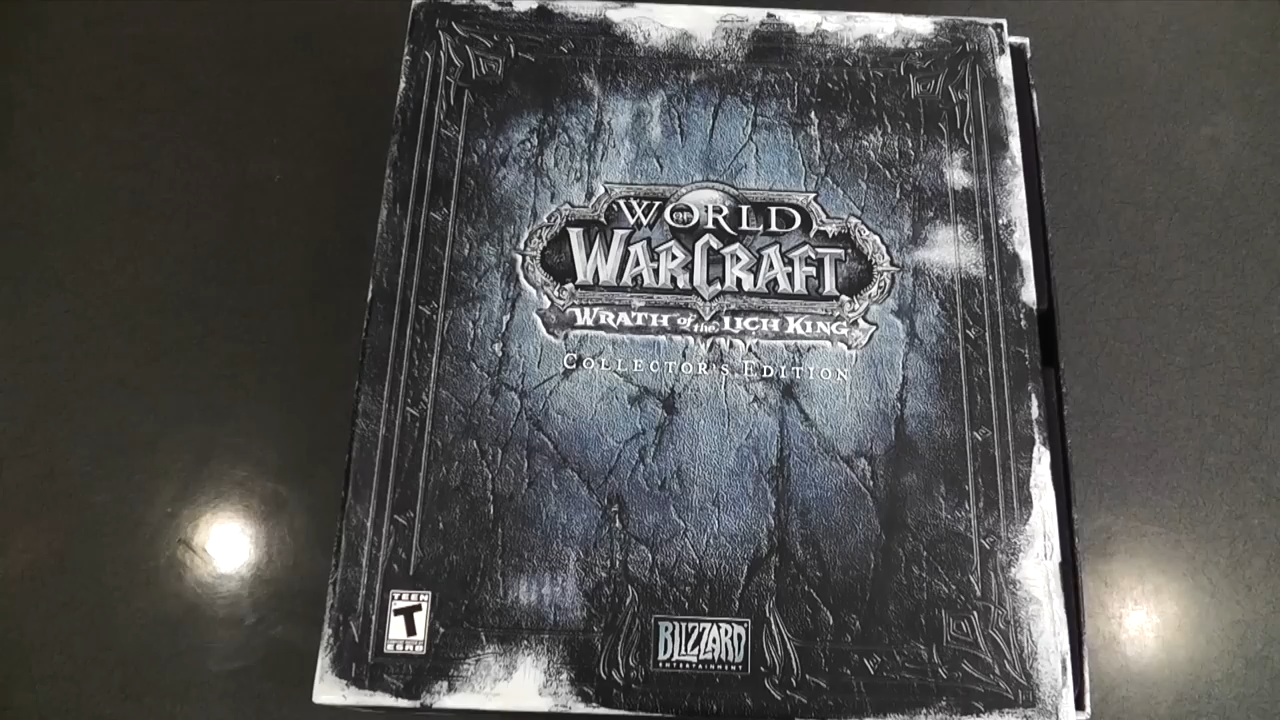 WORLD
OF
WARCRAFT
WRATH of the LICH KING
COLLECTOR'S EDITION
TEEN
T
ESRB
BLIZZARD
ENTERTAINMENT